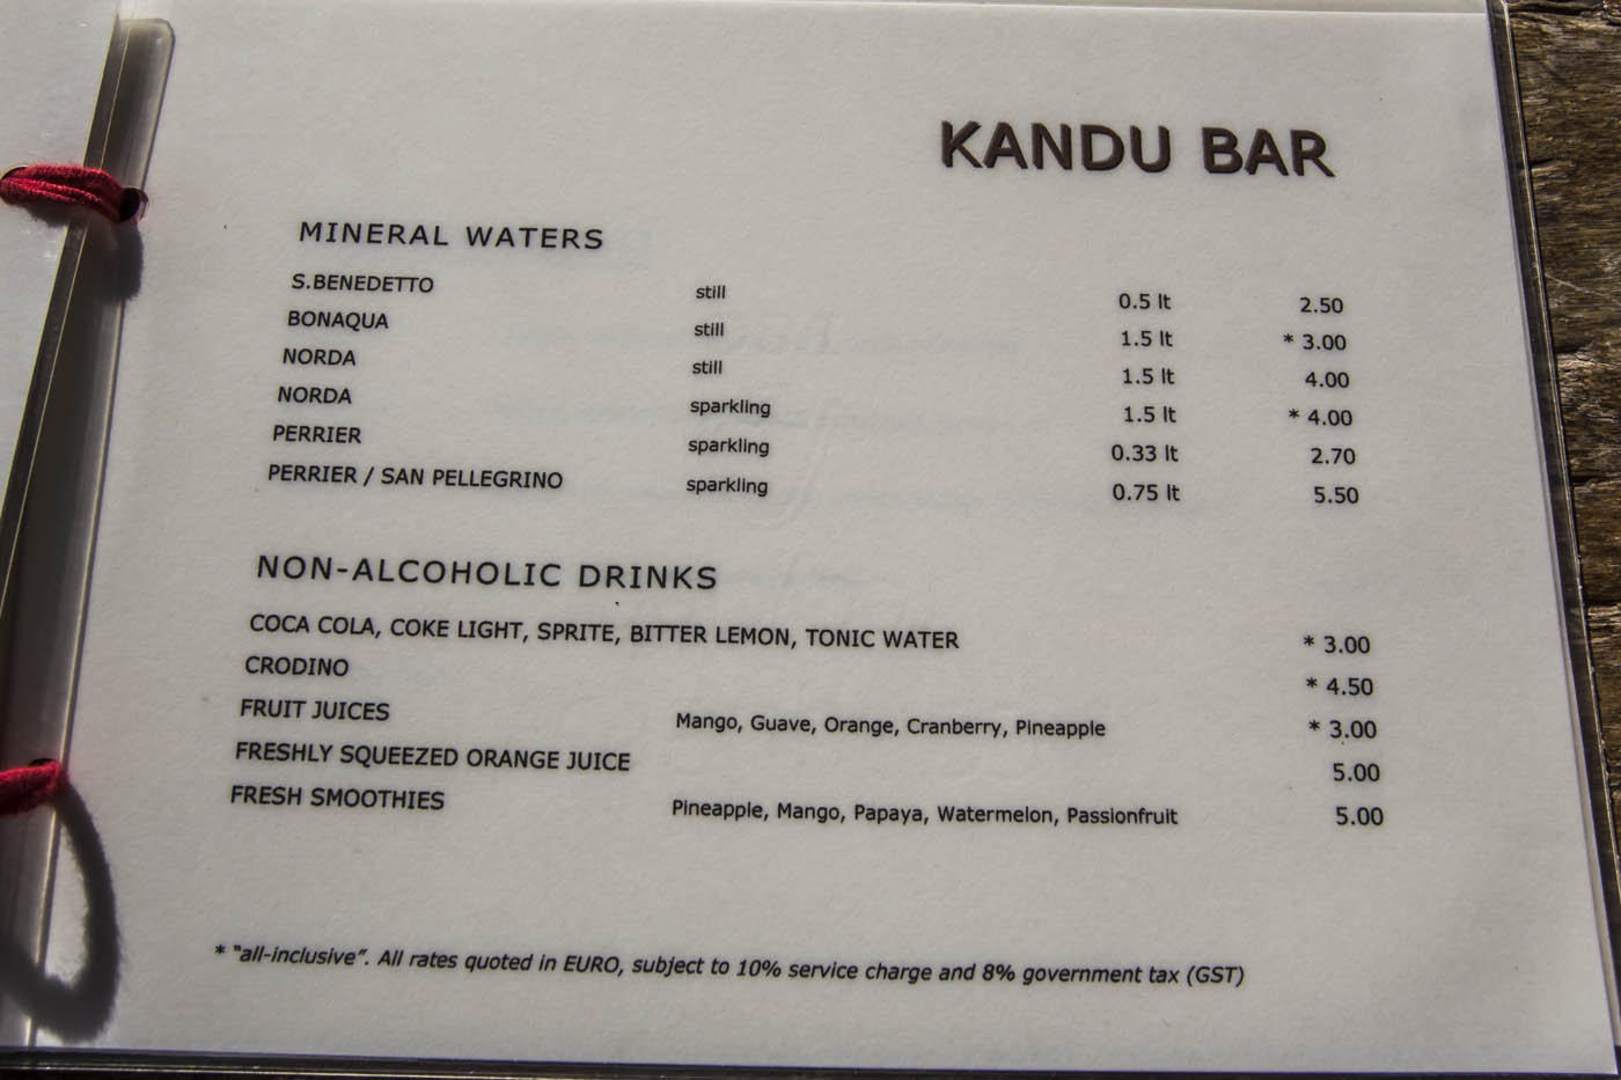 KANDU BAR
MINERAL WATERS
S.BENEDETTO still 0.5 lt 2.50
BONAQUA still 1.5 lt * 3.00
NORDA still 1.5 lt 4.00
NORDA sparkling 1.5 lt * 4.00
PERRIER sparkling 0.33 lt 2.70
PERRIER / SAN PELLEGRINO sparkling 0.75 lt 5.50
NON-ALCOHOLIC DRINKS
COCA COLA, COKE LIGHT, SPRITE, BITTER LEMON, TONIC WATER * 3.00
CRODINO * 4.50
FRUIT JUICES Mango, Guave, Orange, Cranberry, Pineapple * 3.00
FRESHLY SQUEEZED ORANGE JUICE 5.00
FRESH SMOOTHIES Pineapple, Mango, Papaya, Watermelon, Passionfruit 5.00
* "all-inclusive". All rates quoted in EURO, subject to 10% service charge and 8% government tax (GST)